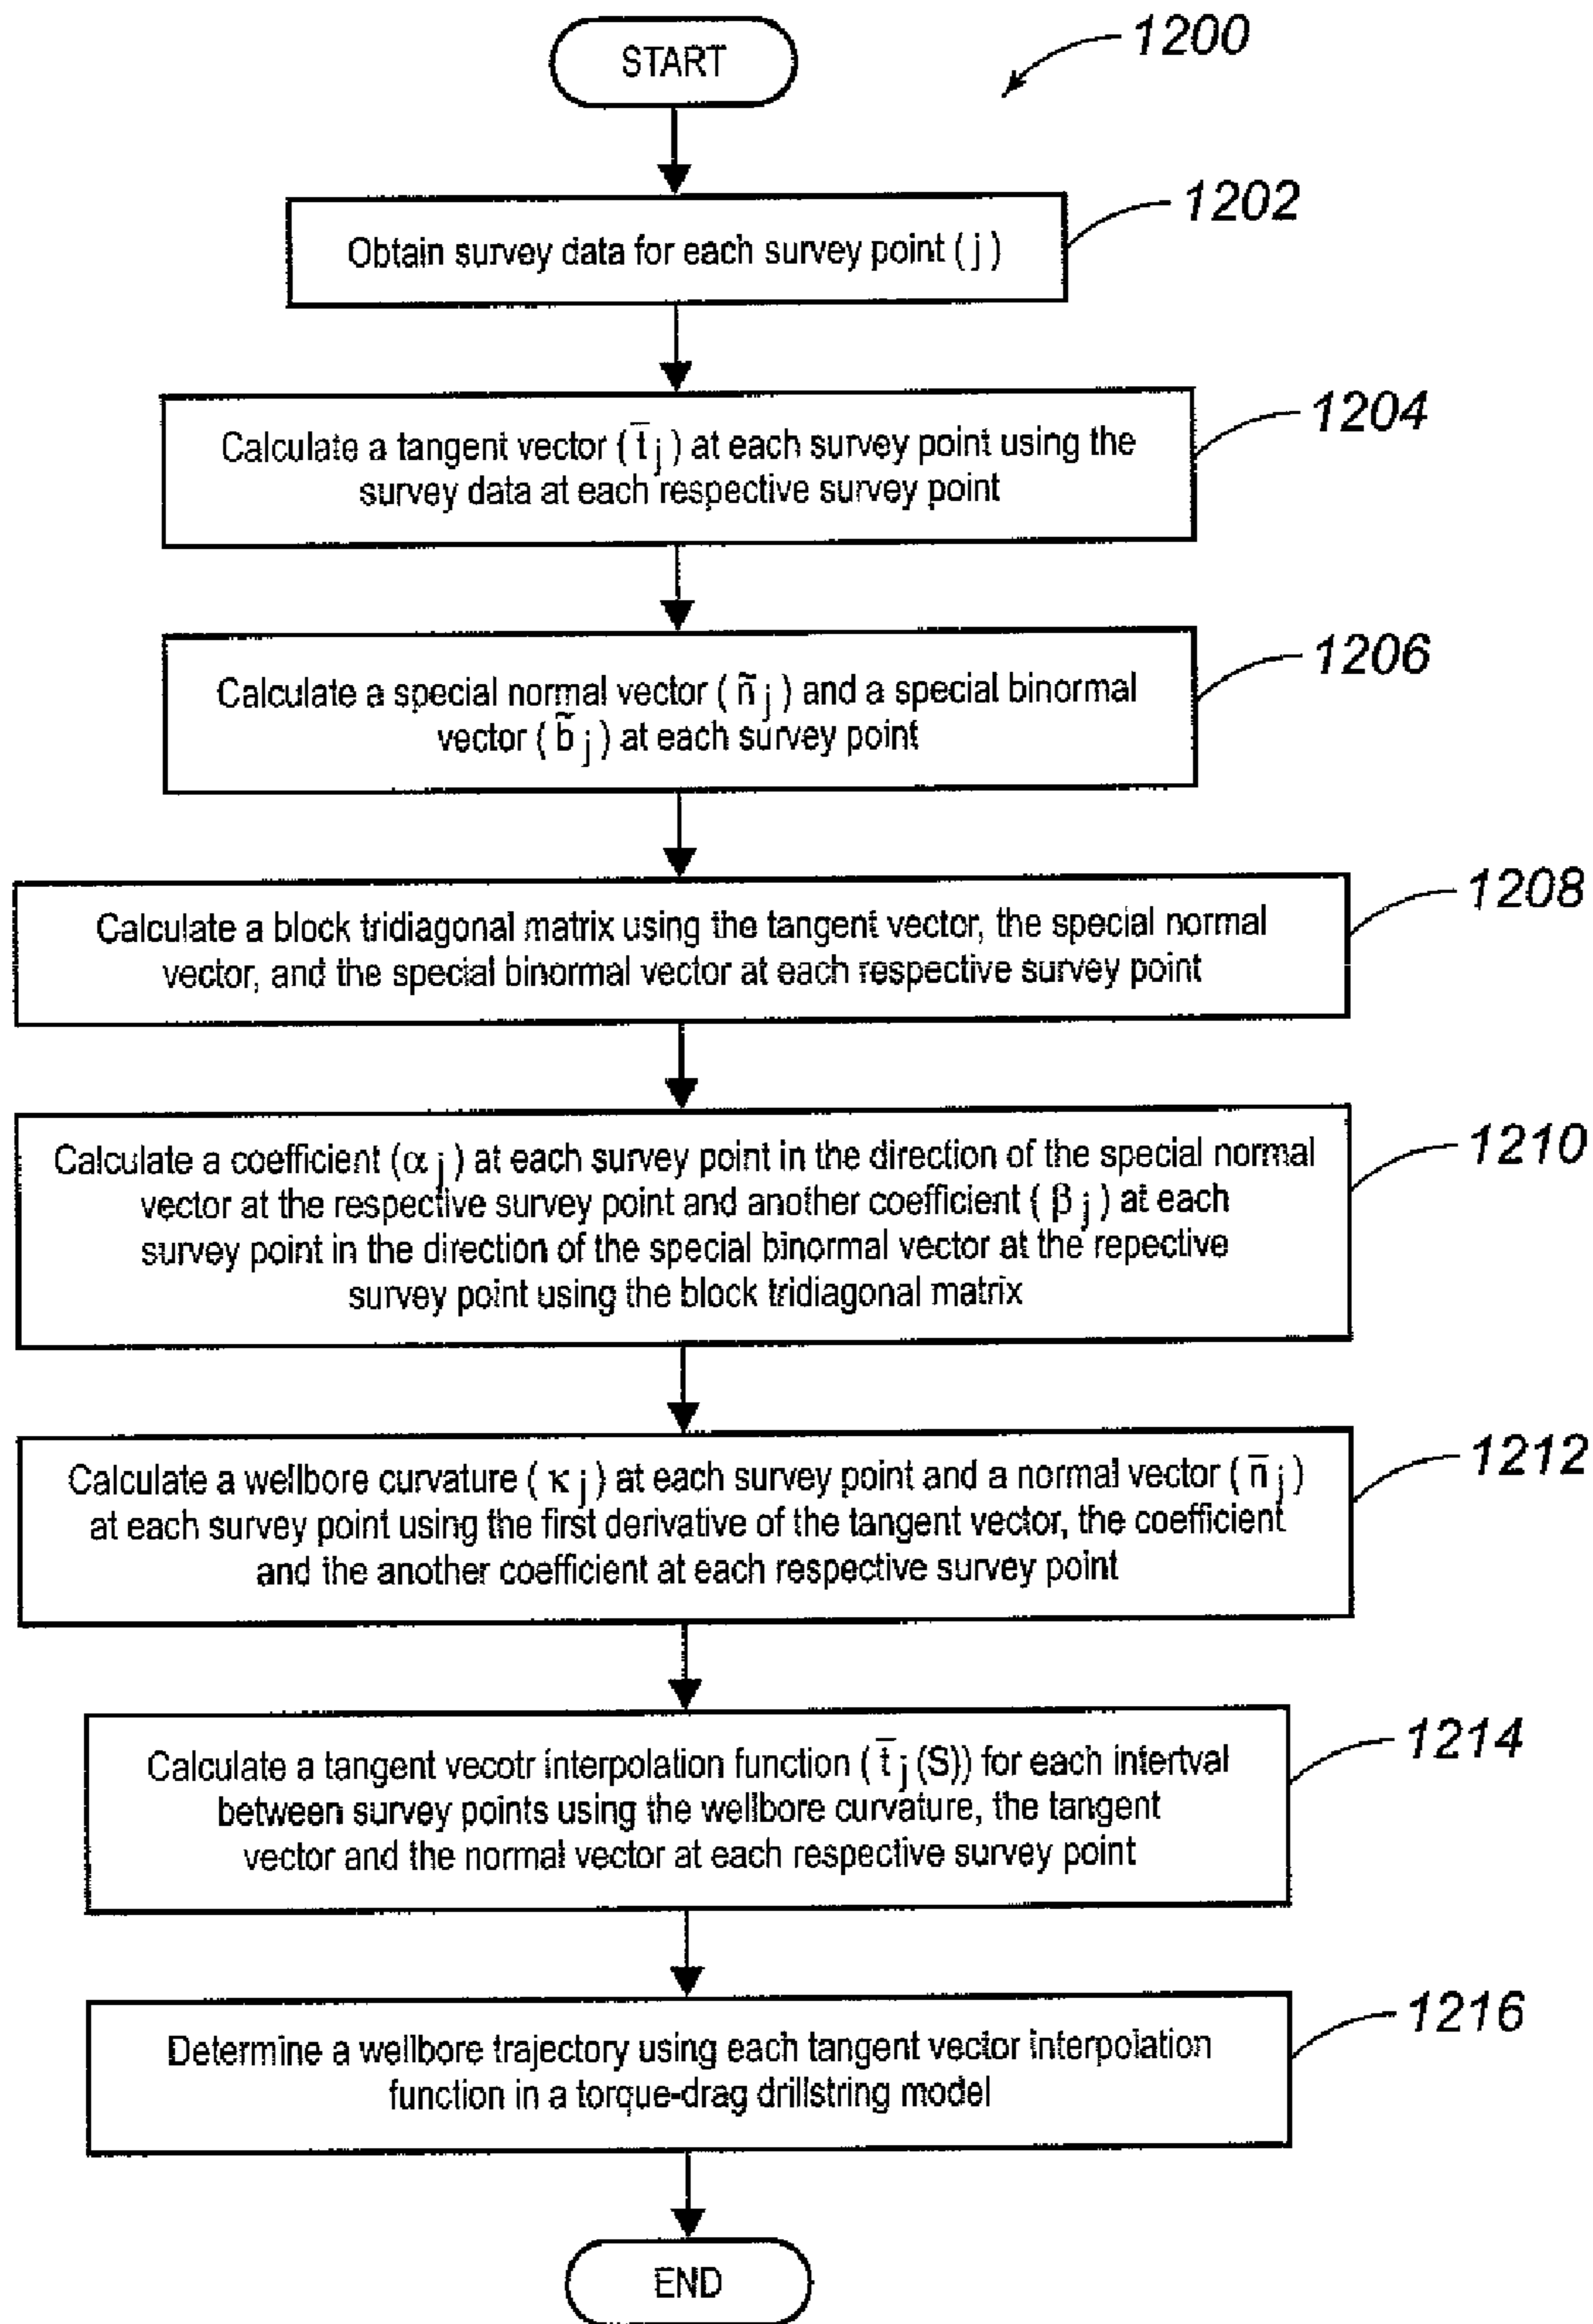 START
1200
1202
Obtain survey data for each survey point ( j )
1204
Calculate a tangent vector ( t̄ j ) at each survey point using the
survey data at each respective survey point
1206
Calculate a special normal vector ( ñ j ) and a special binormal
vector ( b̃ j ) at each survey point
1208
Calculate a block tridiagonal matrix using the tangent vector, the special normal
vector, and the special binormal vector at each respective survey point
1210
Calculate a coefficient (α j ) at each survey point in the direction of the special normal
vector at the respective survey point and another coefficient ( β j ) at each
survey point in the direction of the special binormal vector at the repective
survey point using the block tridiagonal matrix
1212
Calculate a wellbore curvature ( κ j ) at each survey point and a normal vector ( n̄ j )
at each survey point using the first derivative of the tangent vector, the coefficient
and the another coefficient at each respective survey point
1214
Calculate a tangent vecotr interpolation function ( t̄ j (S)) for each intertval
between survey points using the wellbore curvature, the tangent
vector and the normal vector at each respective survey point
1216
Determine a wellbore trajectory using each tangent vector interpolation
function in a torque-drag drillstring model
END